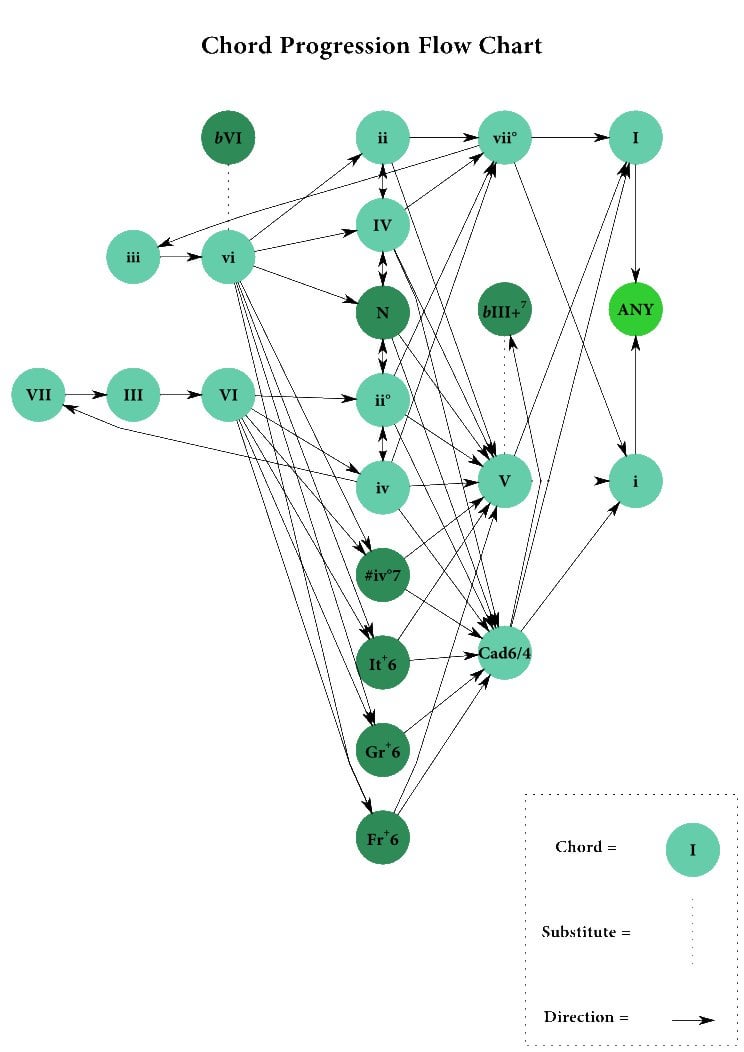 Chord Progression Flow Chart
bVI
ii
vii°
I
IV
iii
vi
N
bIII+7
ANY
VII
III
VI
ii°
iv
V
i
#iv°7
It+6
Cad6/4
Gr+6
Fr+6
Chord =
I
Substitute =
Direction =